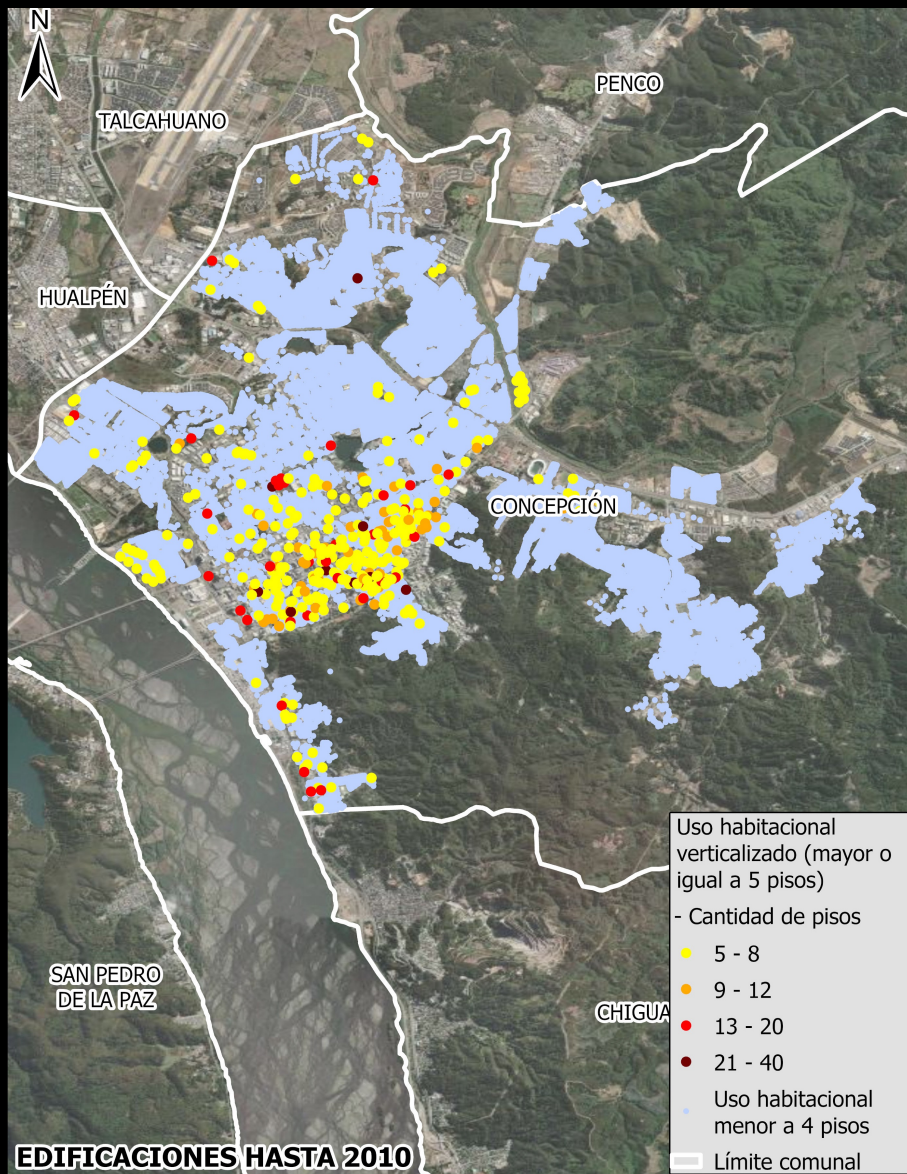 N
PENCO
TALCAHUANO
HUALPÉN
CONCEPCIÓN
SAN PEDRO
DE LA PAZ
CHIGUA
Uso habitacional
verticalizado (mayor o
igual a 5 pisos)
- Cantidad de pisos
5 - 8
9 - 12
13 - 20
21 - 40
Uso habitacional
menor a 4 pisos
Límite comunal
EDIFICACIONES HASTA 2010